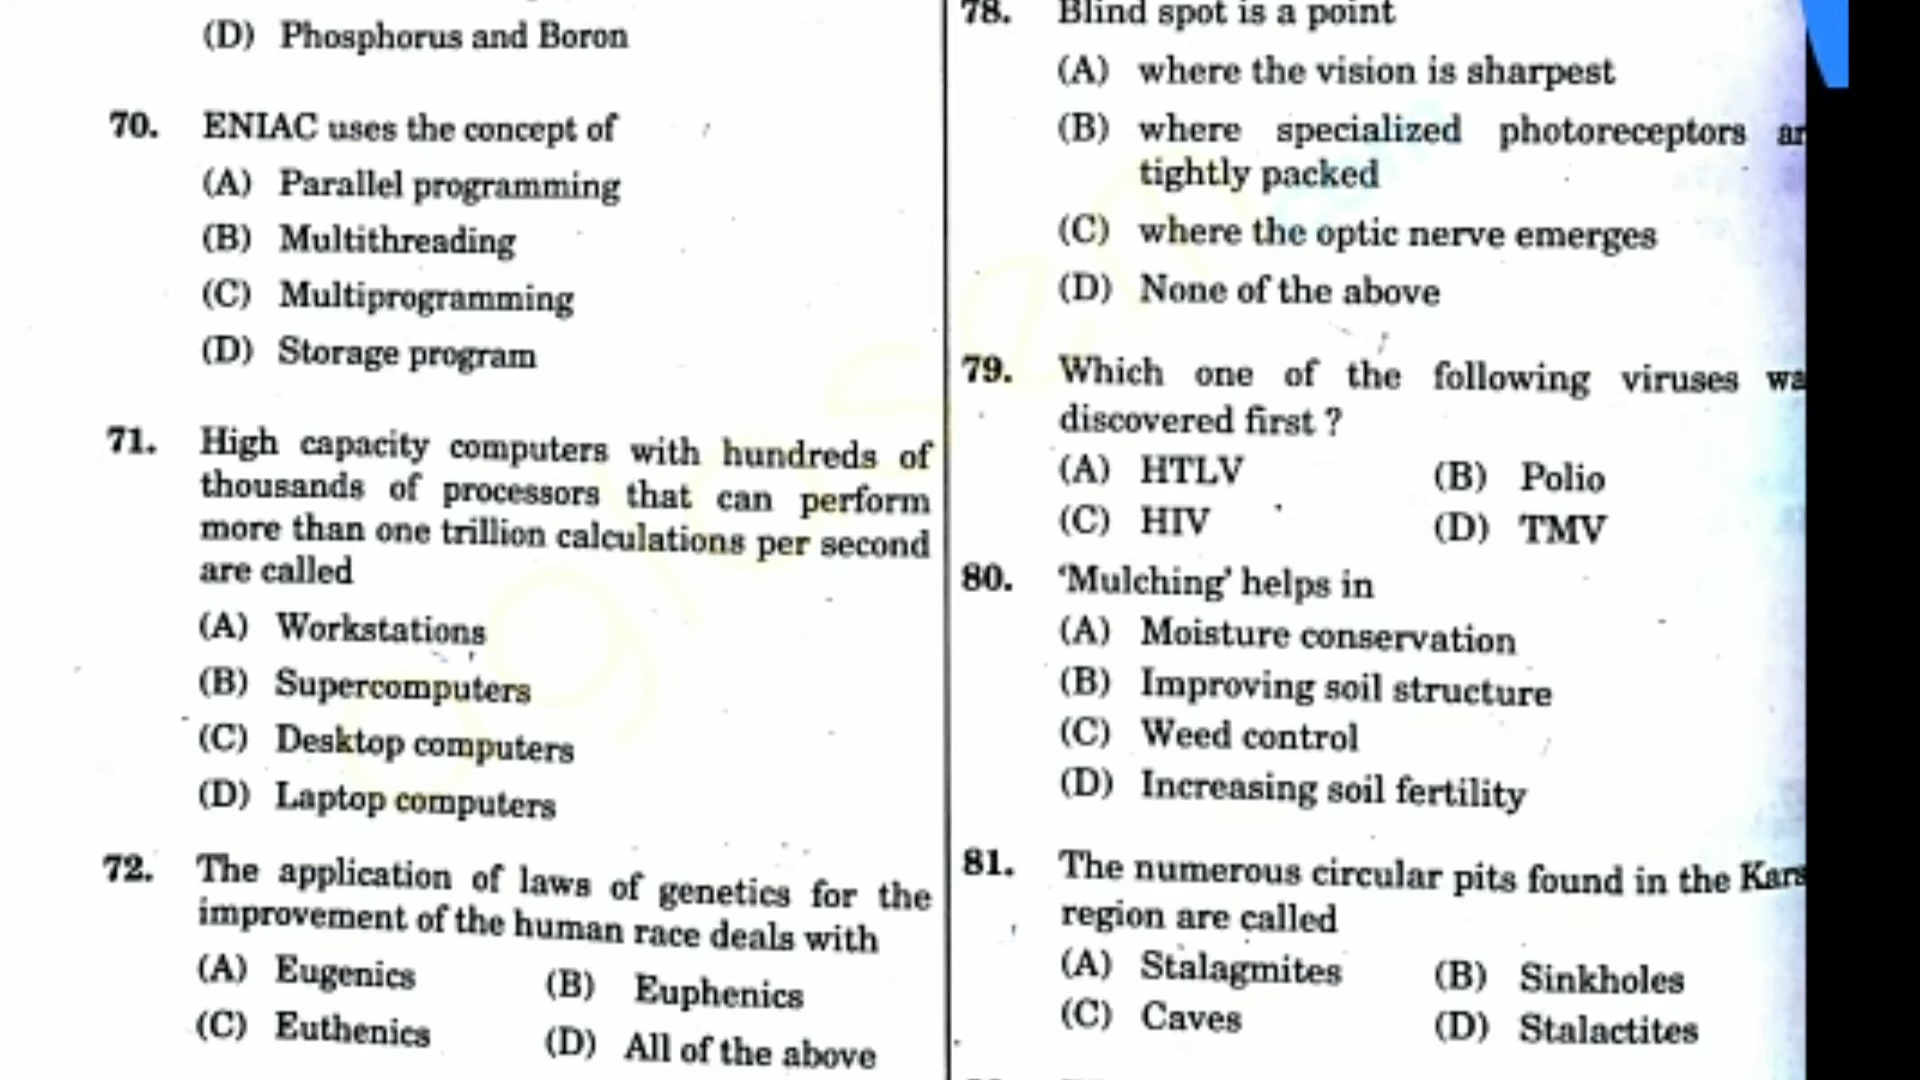 (D) Phosphorus and Boron
70. ENIAC uses the concept of
(A) Parallel programming
(B) Multithreading
(C) Multiprogramming
(D) Storage program
71. High capacity computers with hundreds of
thousands of processors that can perform
more than one trillion calculations per second
are called
(A) Workstations
(B) Supercomputers
(C) Desktop computers
(D) Laptop computers
72. The application of laws of genetics for the
improvement of the human race deals with
(A) Eugenics (B) Euphenics
(C) Euthenics (D) All of the above
78. Blind spot is a point
(A) where the vision is sharpest
(B) where specialized photoreceptors ar
tightly packed
(C) where the optic nerve emerges
(D) None of the above
79. Which one of the following viruses wa
discovered first ?
(A) HTLV (B) Polio
(C) HIV (D) TMV
80. ‘Mulching’ helps in
(A) Moisture conservation
(B) Improving soil structure
(C) Weed control
(D) Increasing soil fertility
81. The numerous circular pits found in the Kars
region are called
(A) Stalagmites (B) Sinkholes
(C) Caves (D) Stalactites